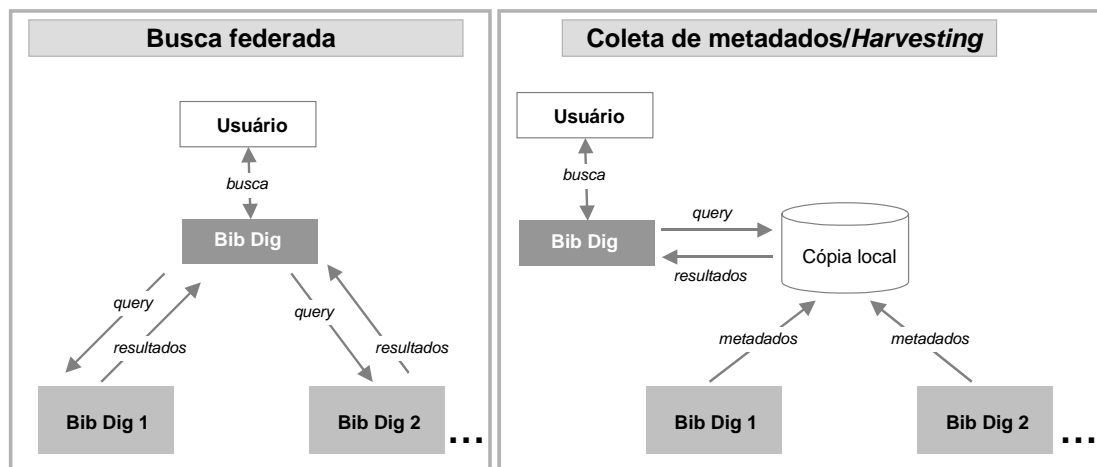 Busca federada
Usuário
busca
Bib Dig
query
query
resultados
resultados
Bib Dig 1
Bib Dig 2
...
Coleta de metadados/Harvesting
Usuário
busca
query
Bib Dig
Cópia local
resultados
metadados
metadados
Bib Dig 1
Bib Dig 2
...